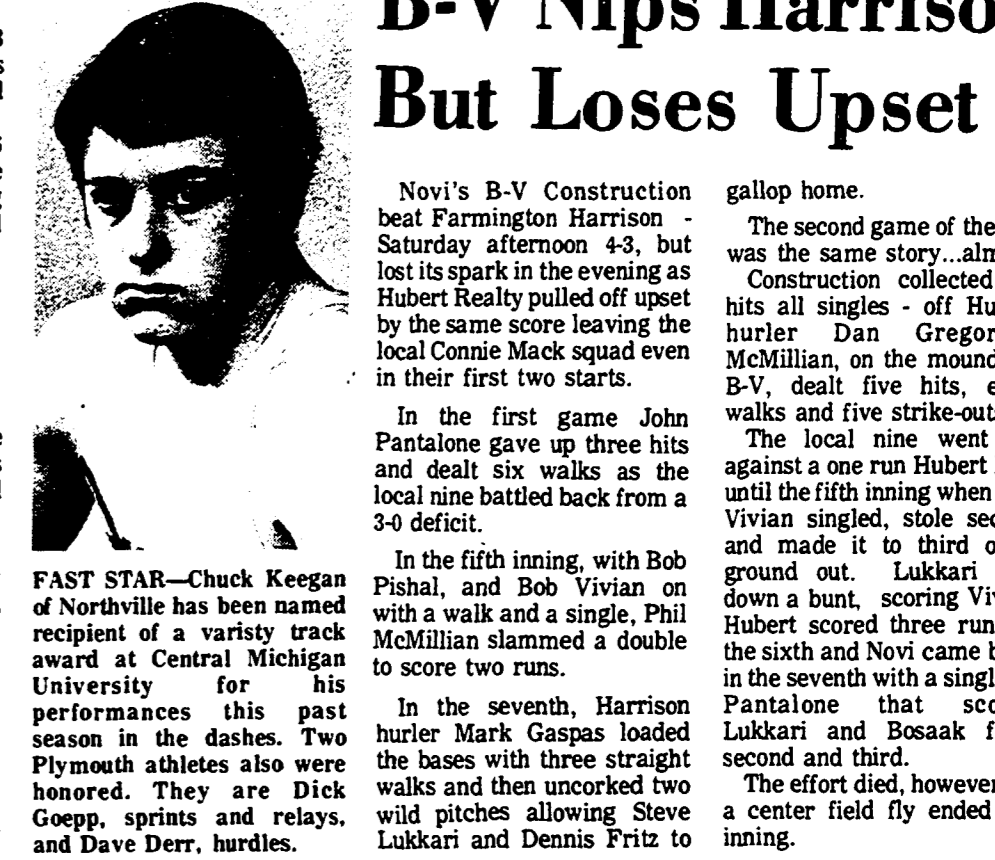 B-V Nips Harriso
But Loses Upset
FAST STAR—Chuck Keegan
of Northville has been named
recipient of a varisty track
award at Central Michigan
University for his
performances this past
season in the dashes. Two
Plymouth athletes also were
honored. They are Dick
Goepp, sprints and relays,
and Dave Derr, hurdles.
Novi's B-V Construction
beat Farmington Harrison -
Saturday afternoon 4-3, but
lost its spark in the evening as
Hubert Realty pulled off upset
by the same score leaving the
local Connie Mack squad even
in their first two starts.
In the first game John
Pantalone gave up three hits
and dealt six walks as the
local nine battled back from a
3-0 deficit.
In the fifth inning, with Bob
Pishal, and Bob Vivian on
with a walk and a single, Phil
McMillian slammed a double
to score two runs.
In the seventh, Harrison
hurler Mark Gaspas loaded
the bases with three straight
walks and then uncorked two
wild pitches allowing Steve
Lukkari and Dennis Fritz to
gallop home.
The second game of the
was the same story...alm
Construction collected
hits all singles - off Hu
hurler Dan Gregor
McMillian, on the mound
B-V, dealt five hits, e
walks and five strike-outs
The local nine went
against a one run Hubert
until the fifth inning when
Vivian singled, stole sec
and made it to third o
ground out. Lukkari
down a bunt, scoring Viv
Hubert scored three run
the sixth and Novi came b
in the seventh with a singl
Pantalone that sco
Lukkari and Bosaak f
second and third.
The effort died, however
a center field fly ended
inning.